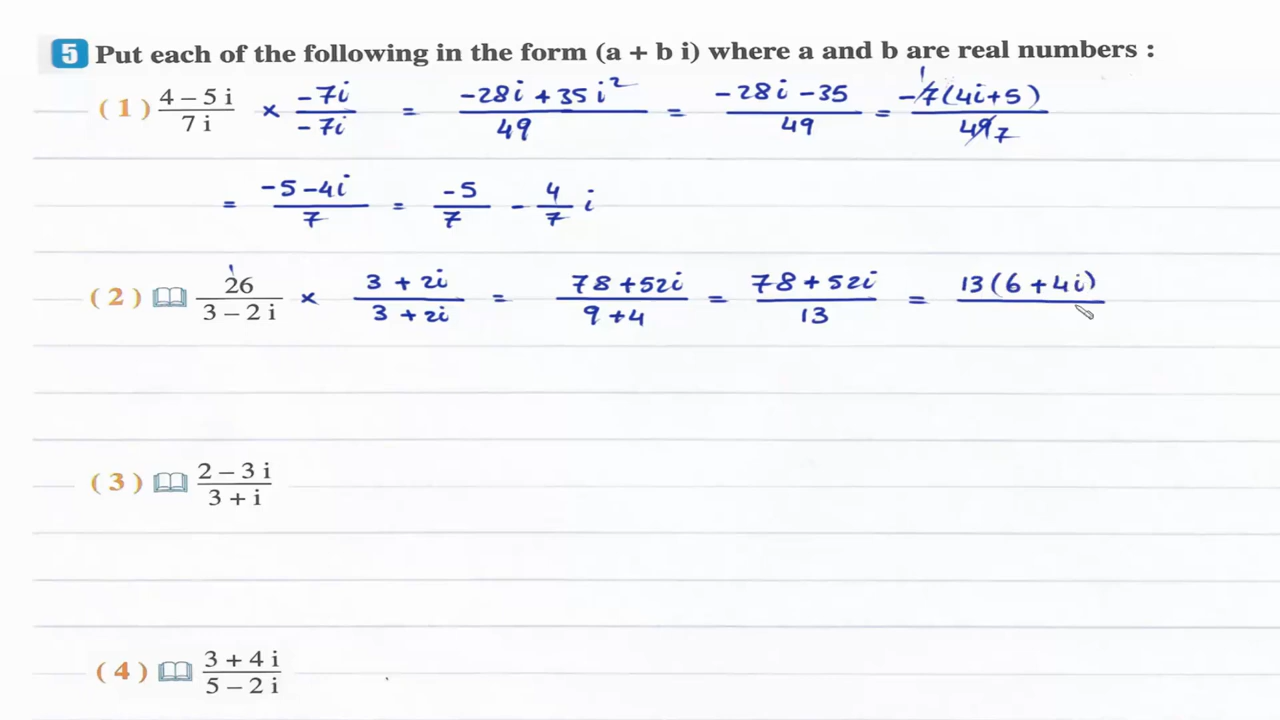 5 Put each of the following in the form (a + b i) where a and b are real numbers :
(1) 4 – 5 i / 7 i × -7i / -7i = -28i + 35i² / 49 = -28i - 35 / 49 = -7(4i+5) / 49 1 7
= -5 - 4i / 7 = -5 / 7 - 4 / 7 i
(2) 26 / 3 – 2 i × 3 + 2i / 3 + 2i = 78 + 52i / 9 + 4 = 78 + 52i / 13 = 13(6 + 4i)
(3) 2 – 3 i / 3 + i
(4) 3 + 4 i / 5 – 2 i